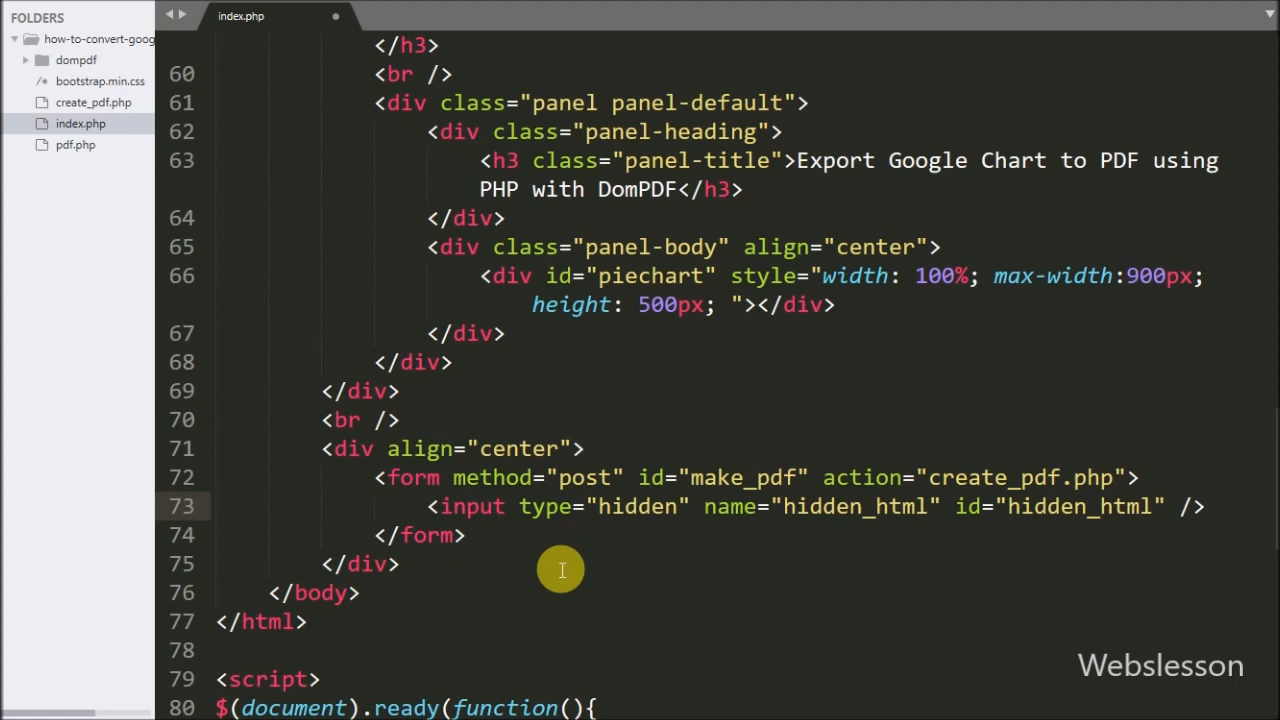 FOLDERS
how-to-convert-goog
dompdf
/* bootstrap.min.css
create_pdf.php
index.php
pdf.php
index.php
</h3>
60 <br />
61 <div class="panel panel-default">
62 <div class="panel-heading">
63 <h3 class="panel-title">Export Google Chart to PDF using
PHP with DomPDF</h3>
64 </div>
65 <div class="panel-body" align="center">
66 <div id="piechart" style="width: 100%; max-width:900px;
height: 500px; "></div>
67 </div>
68 </div>
69 </div>
70 <br />
71 <div align="center">
72 <form method="post" id="make_pdf" action="create_pdf.php">
73 <input type="hidden" name="hidden_html" id="hidden_html" />
74 </form>
75 </div>
76 </body>
77 </html>
78
79 <script>
80 $(document).ready(function(){
Webslesson